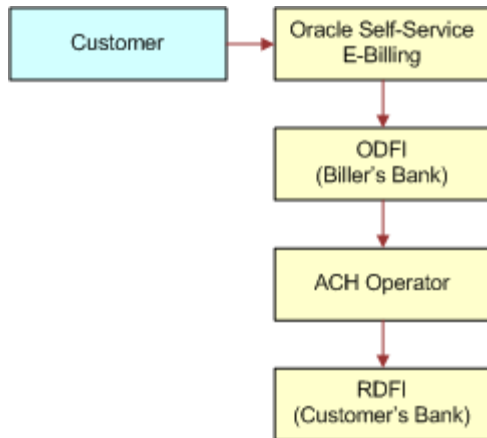 Customer
Oracle Self-Service
E-Billing
ODFI
(Biller's Bank)
ACH Operator
RDFI
(Customer's Bank)